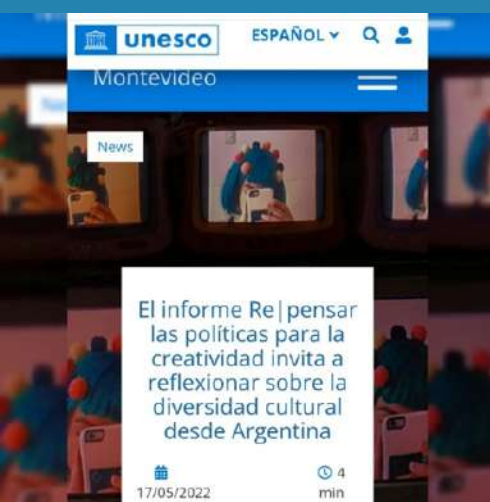 unesco
ESPAÑOL
Montevideo
News
El informe Re|pensar
las políticas para la
creatividad invita a
reflexionar sobre la
diversidad cultural
desde Argentina
17/05/2022
4
min